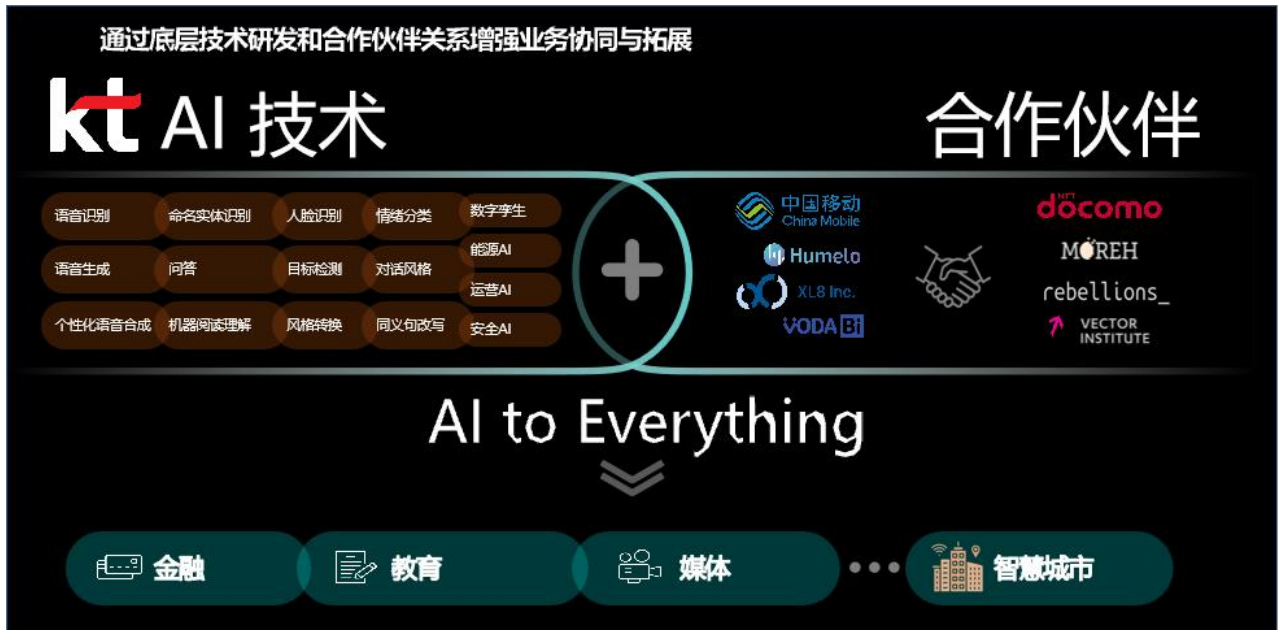 通过底层技术研发和合作伙伴关系增强业务协同与拓展
kt AI 技术
合作伙伴
语音识别 命名实体识别 人脸识别 情绪分类 数字孪生
语音生成 问答 目标检测 对话风格 能源AI
运营AI
个性化语音合成 机器阅读理解 风格转换 同义句改写 安全AI
中国移动
China Mobile
Humelo
XL8 Inc.
VODA Bi
NTT
döcomo
MOREH
rebellions_
VECTOR
INSTITUTE
AI to Everything
金融 教育 媒体 智慧城市